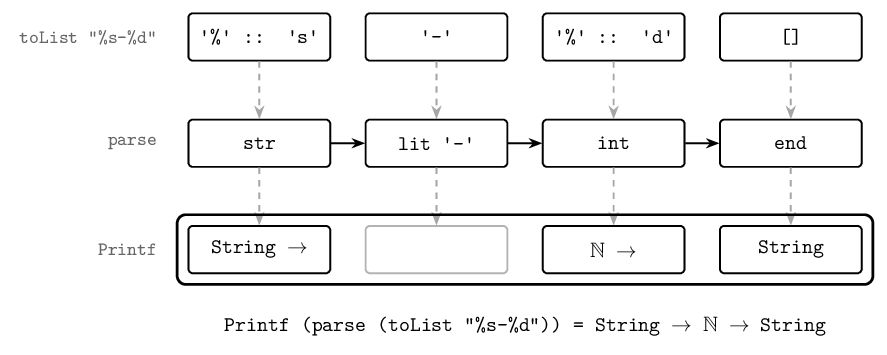 toList "%s-%d" '%' :: 's' '-' '%' :: 'd' []
parse str lit '-' int end
Printf String → ℕ → String
Printf (parse (toList "%s-%d")) = String → ℕ → String